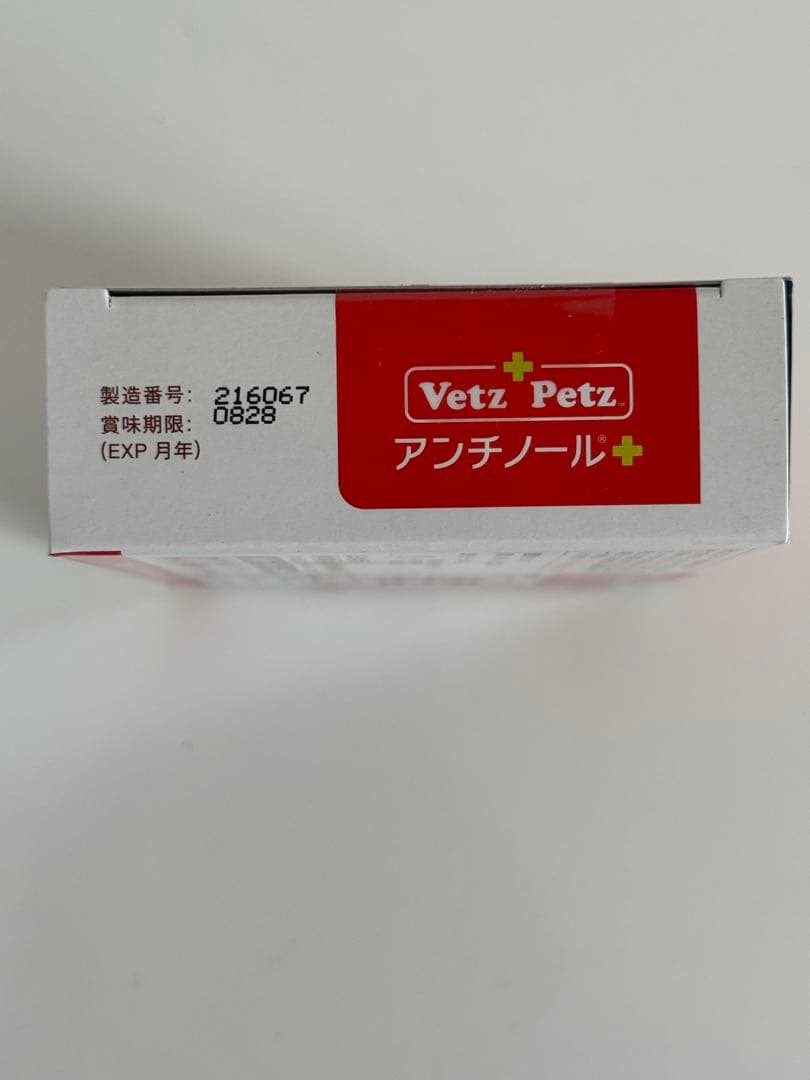 製造番号: 216067
賞味期限: 0828
(EXP 月年)
Vetz Petz™
アンチノール®+